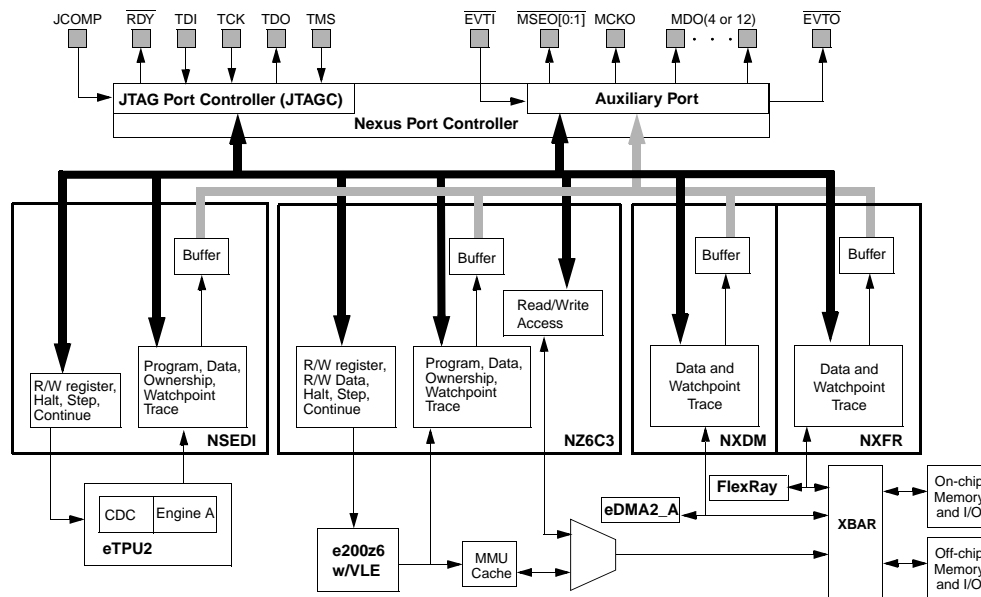 JCOMP RDY TDI TCK TDO TMS EVTI MSEO[0:1] MCKO MDO(4 or 12) EVTO
JTAG Port Controller (JTAGC)
Auxiliary Port
Nexus Port Controller
Buffer
Buffer
Buffer
Buffer
Read/Write
Access
R/W register,
Halt, Step,
Continue
Program, Data,
Ownership,
Watchpoint
Trace
R/W register,
R/W Data,
Halt, Step,
Continue
Program, Data,
Ownership,
Watchpoint
Trace
Data and
Watchpoint
Trace
Data and
Watchpoint
Trace
NSEDI
NZ6C3
NXDM
NXFR
CDC
Engine A
eTPU2
e200z6
w/VLE
MMU
Cache
eDMA2_A
FlexRay
XBAR
On-chip
Memory
and I/O
Off-chip
Memory
and I/O